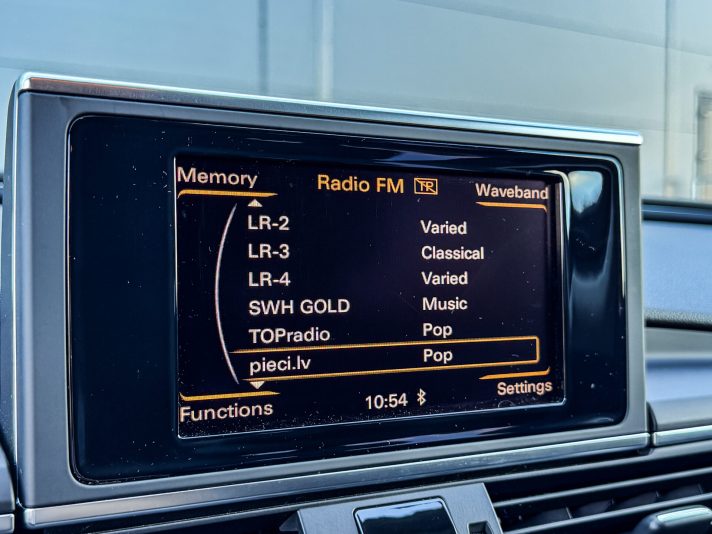 Memory Radio FM TP Waveband
LR-2 Varied
LR-3 Classical
LR-4 Varied
SWH GOLD Music
TOPradio Pop
pieci.lv Pop
Functions 10:54 Settings